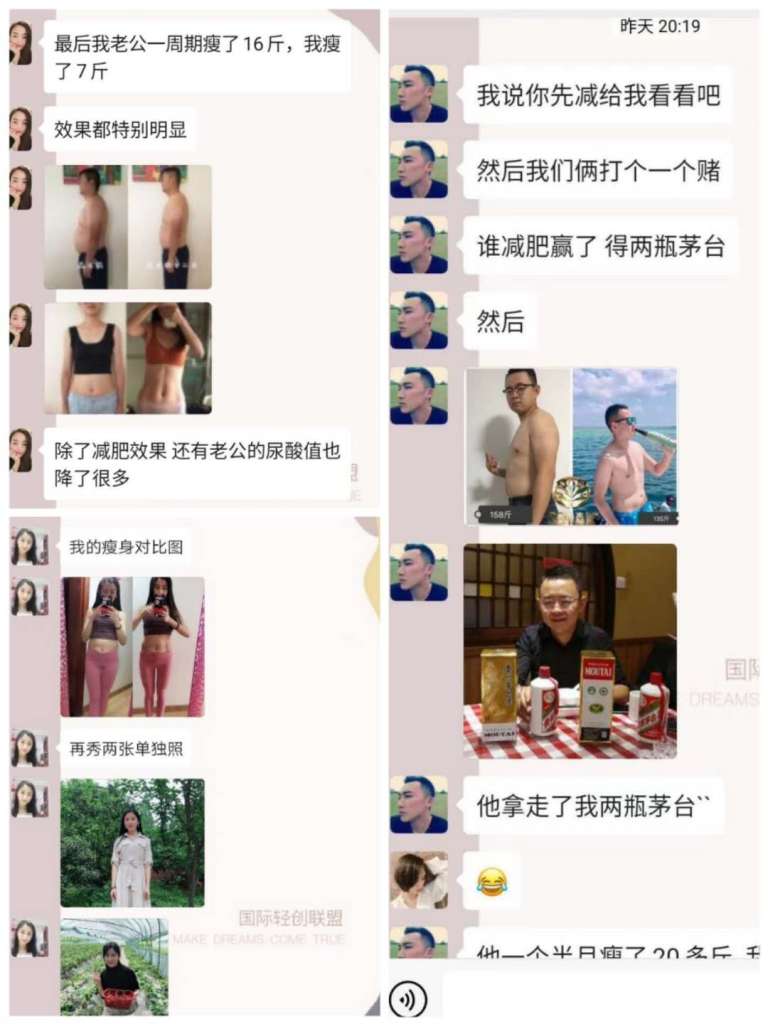 最后我老公一周期瘦了16斤，我瘦
了7斤
效果都特别明显
除了减肥效果 还有老公的尿酸值也
降了很多
我的瘦身对比图
再秀两张单独照
国际轻创联盟
MAKE DREAMS COME TRUE
昨天 20:19
我说你先减给我看看吧
然后我们俩打个一个赌
谁减肥赢了 得两瓶茅台
然后
158斤
135斤
MOUTAI
MOUTAI
国际
DREAMS
他拿走了我两瓶茅台``
他一个半月瘦了20多斤